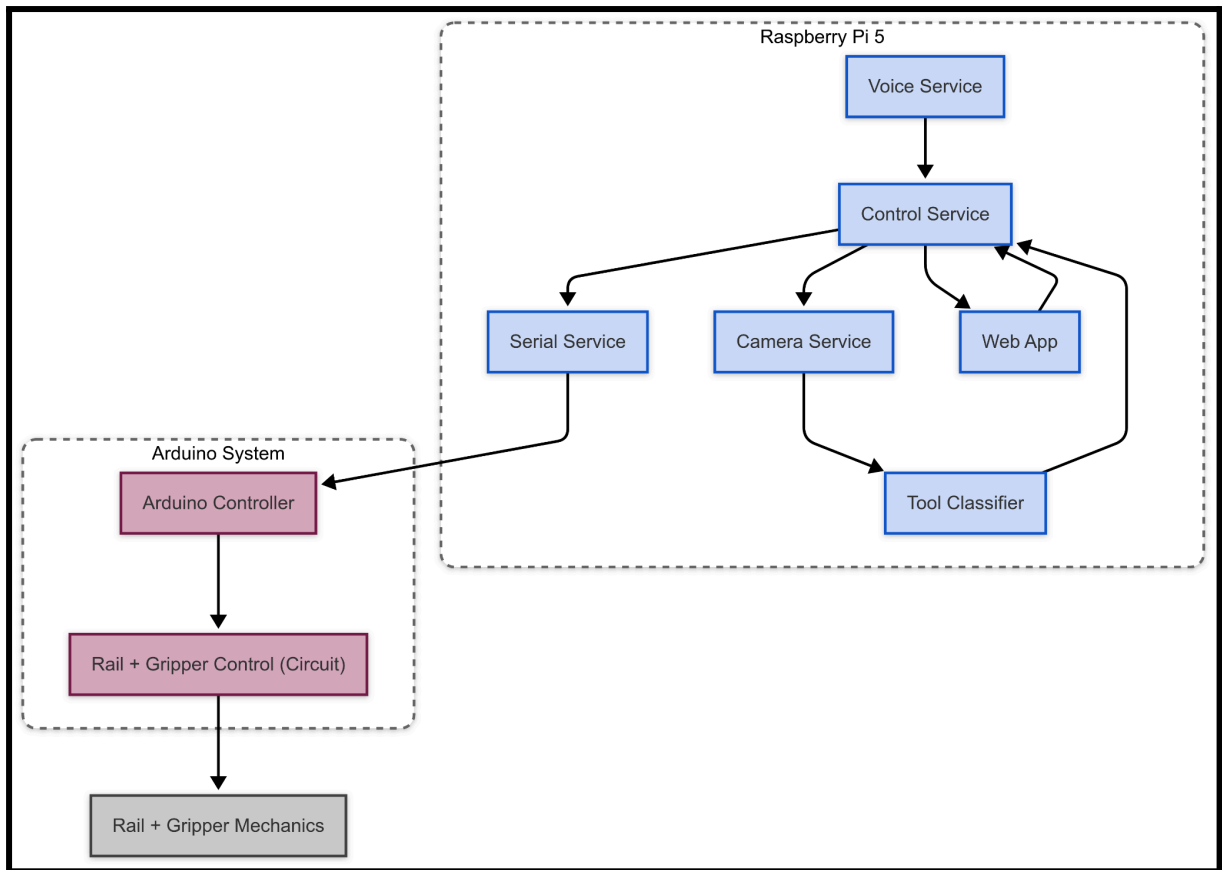 Raspberry Pi 5
Voice Service
Control Service
Serial Service
Camera Service
Web App
Arduino System
Arduino Controller
Tool Classifier
Rail + Gripper Control (Circuit)
Rail + Gripper Mechanics